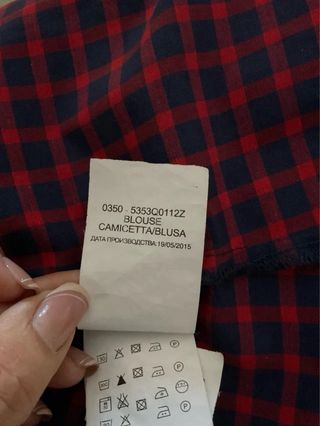 0350 - 5353Q0112Z
BLOUSE
CAMICETTA/BLUSA
ДАТА ПРОИЗВОДСТВА:19/05/2015